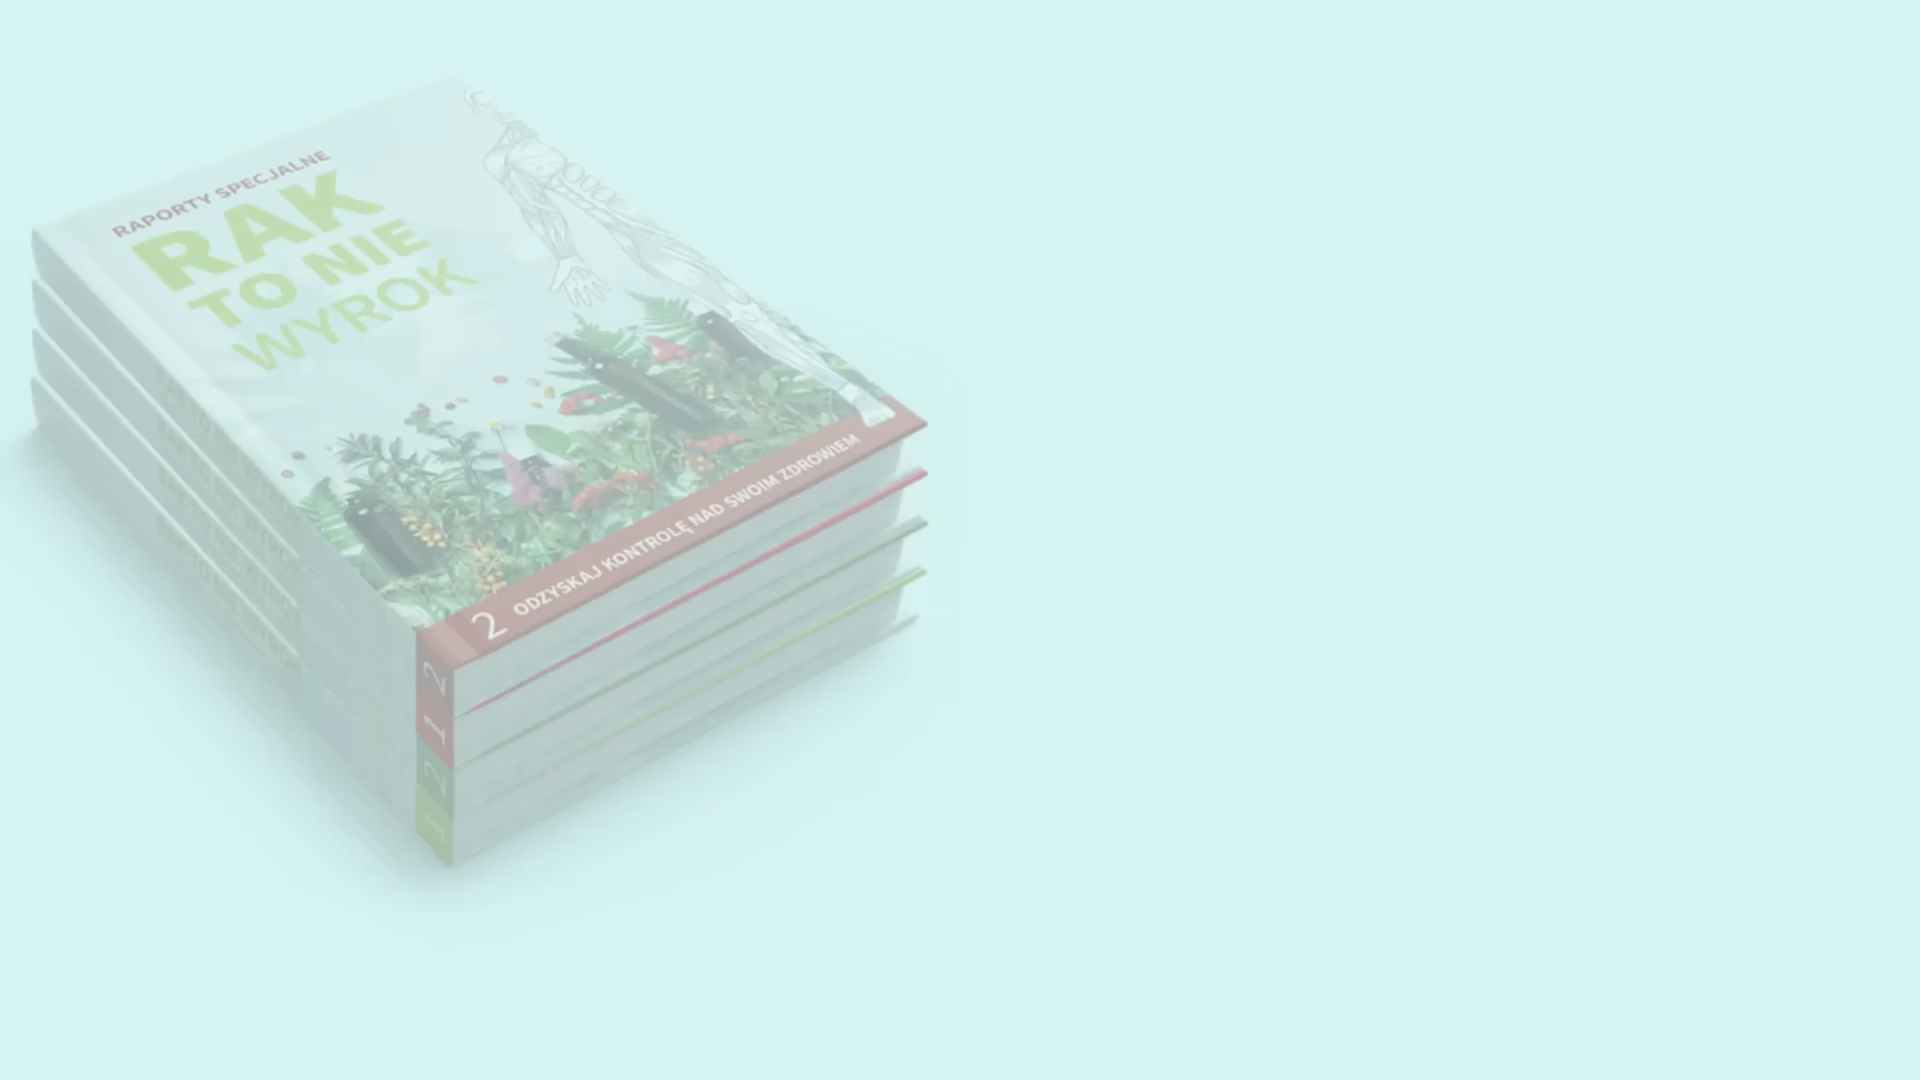 RAPORTY SPECJALNE
RAK
TO NIE
WYROK
2 ODZYSKAJ KONTROLĘ NAD SWOIM ZDROWIEM
2
1
2
1